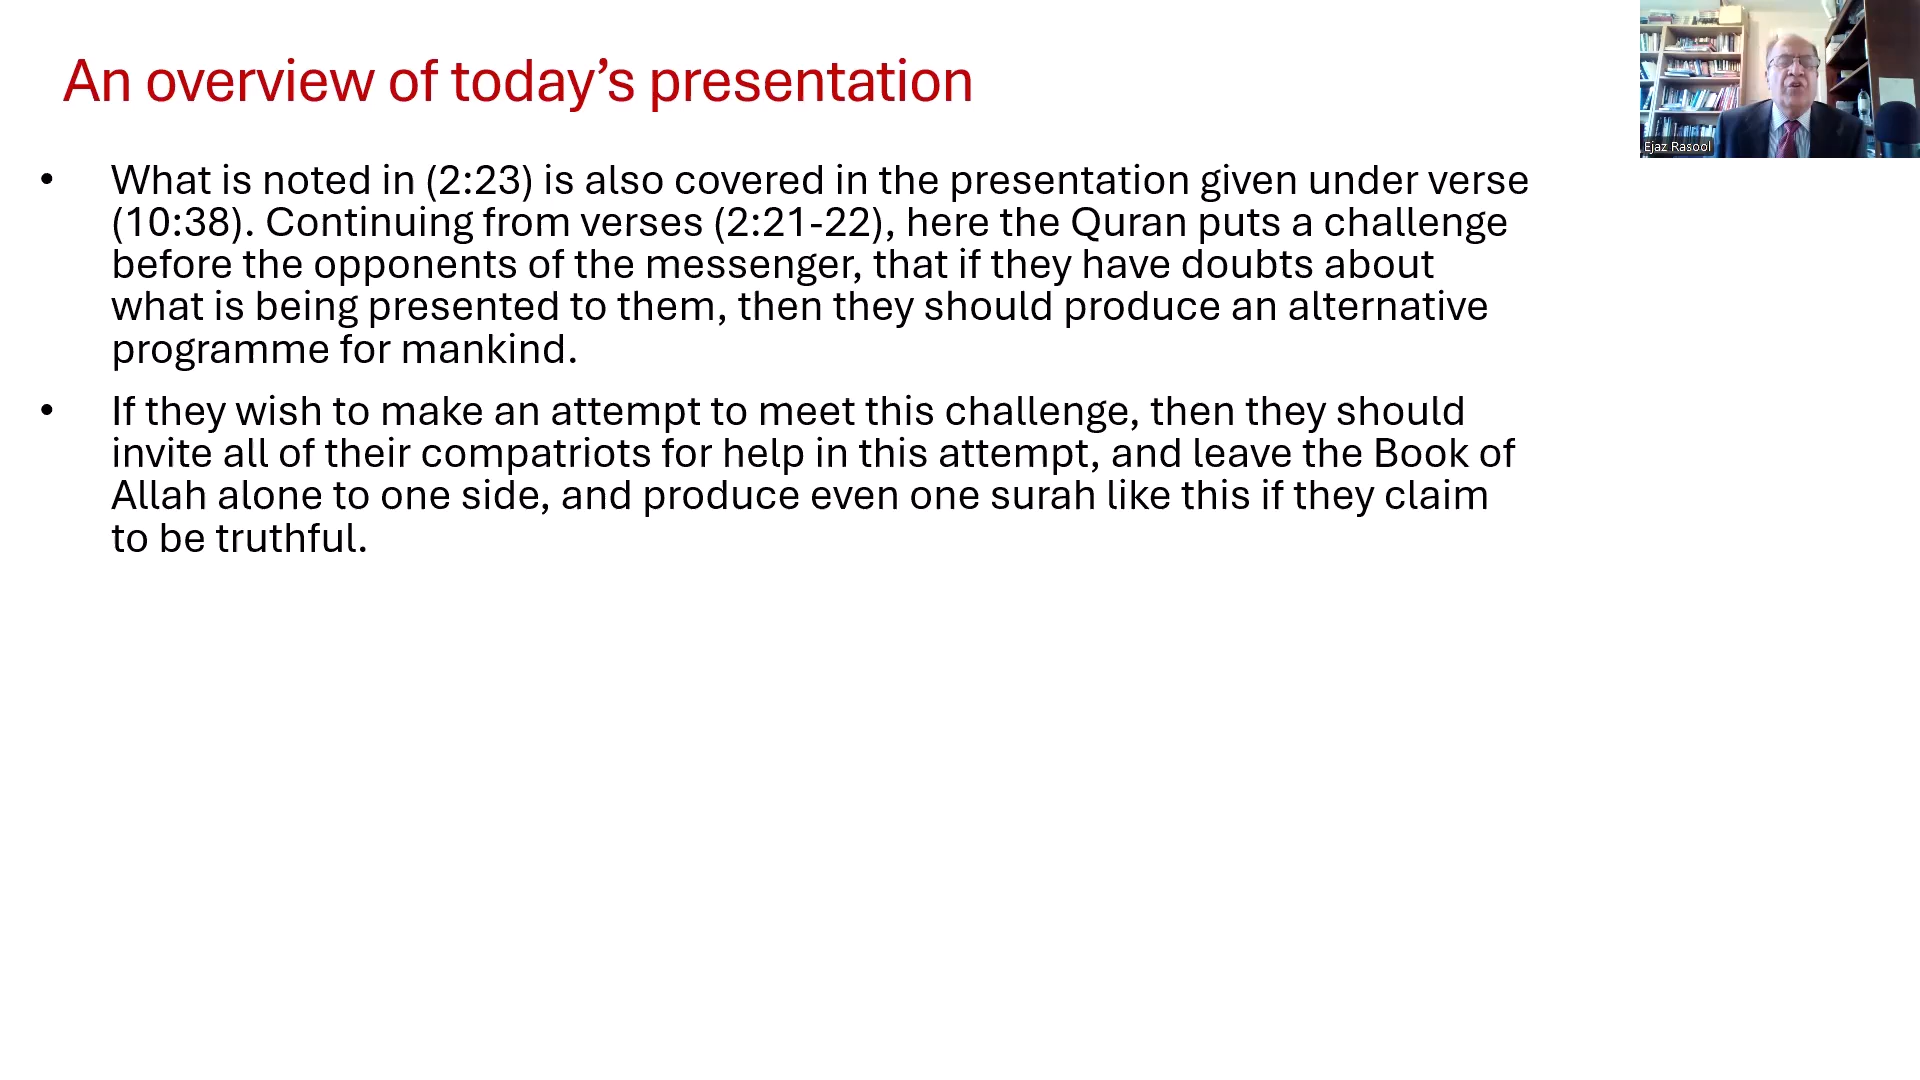 An overview of today’s presentation
Ejaz Rasool
• What is noted in (2:23) is also covered in the presentation given under verse
(10:38). Continuing from verses (2:21-22), here the Quran puts a challenge
before the opponents of the messenger, that if they have doubts about
what is being presented to them, then they should produce an alternative
programme for mankind.
• If they wish to make an attempt to meet this challenge, then they should
invite all of their compatriots for help in this attempt, and leave the Book of
Allah alone to one side, and produce even one surah like this if they claim
to be truthful.